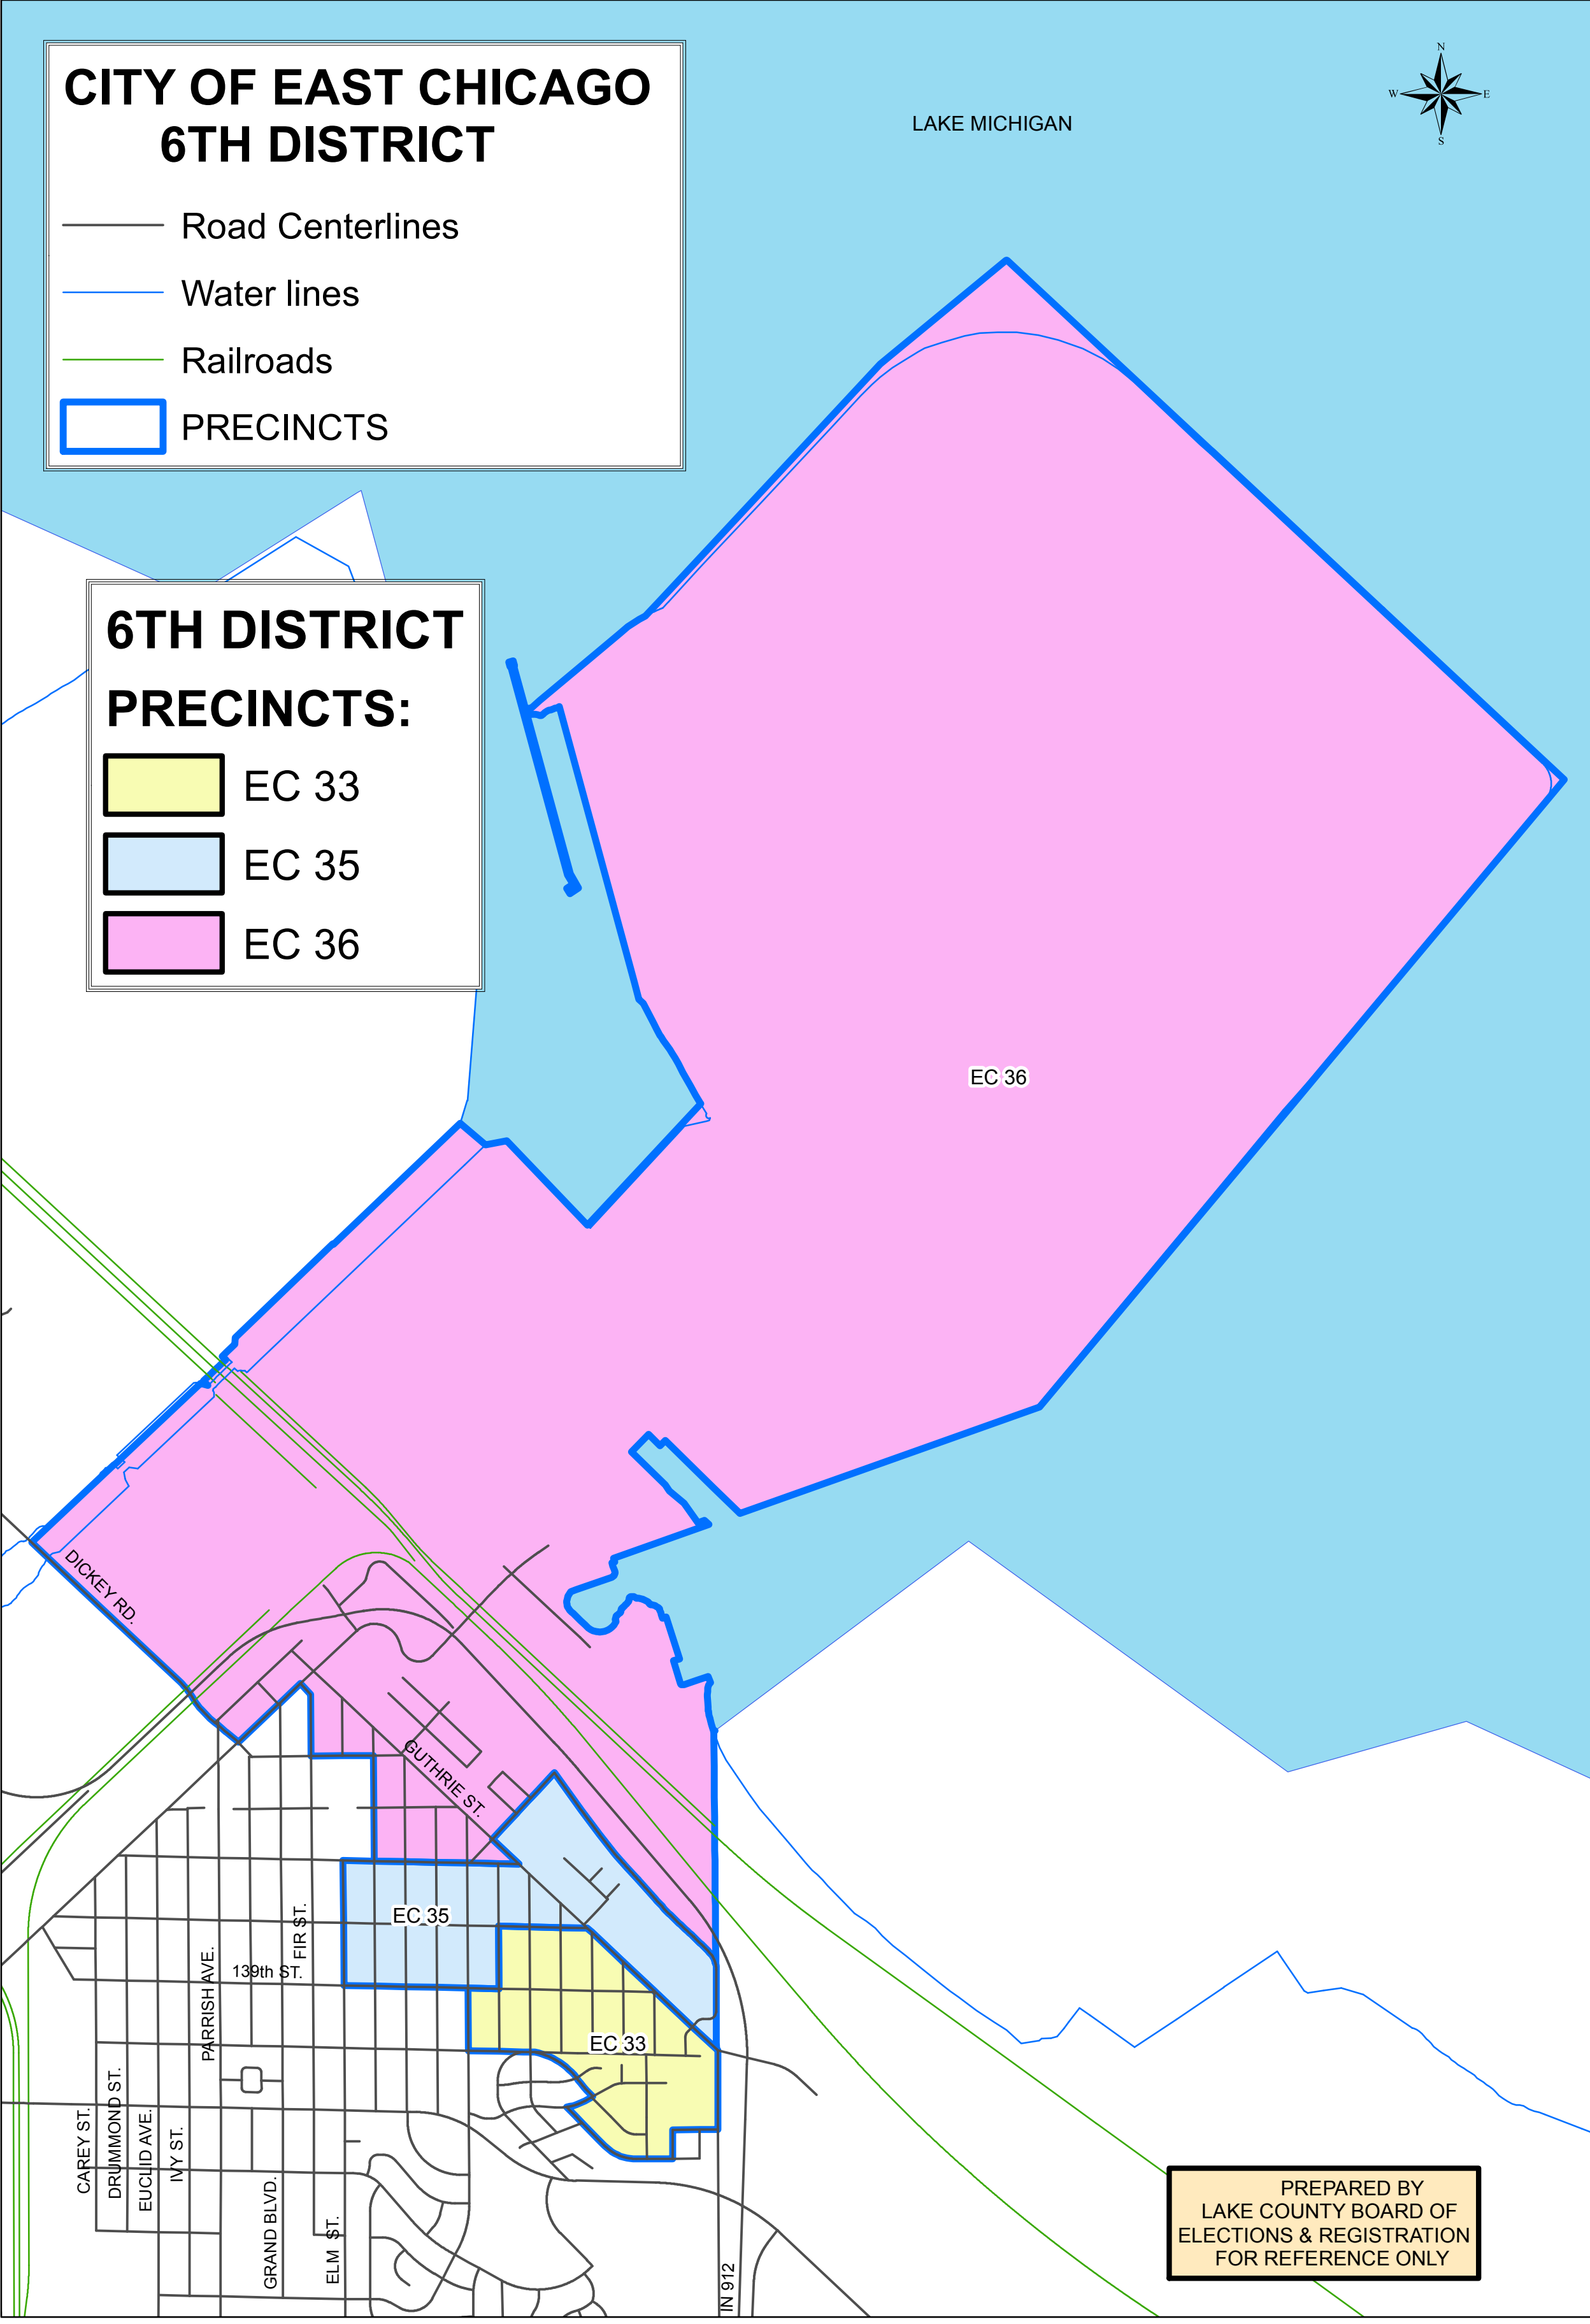 CITY OF EAST CHICAGO
6TH DISTRICT
Road Centerlines
Water lines
Railroads
PRECINCTS
LAKE MICHIGAN
N
W
E
S
6TH DISTRICT
PRECINCTS:
EC 33
EC 35
EC 36
EC 36
DICKEY RD.
GUTHRIE ST.
EC 35
FIR ST.
139th ST.
PARRISH AVE.
EC 33
CAREY ST.
DRUMMOND ST.
EUCLID AVE.
IVY ST.
GRAND BLVD.
ELM ST.
IN 912
PREPARED BY
LAKE COUNTY BOARD OF
ELECTIONS & REGISTRATION
FOR REFERENCE ONLY